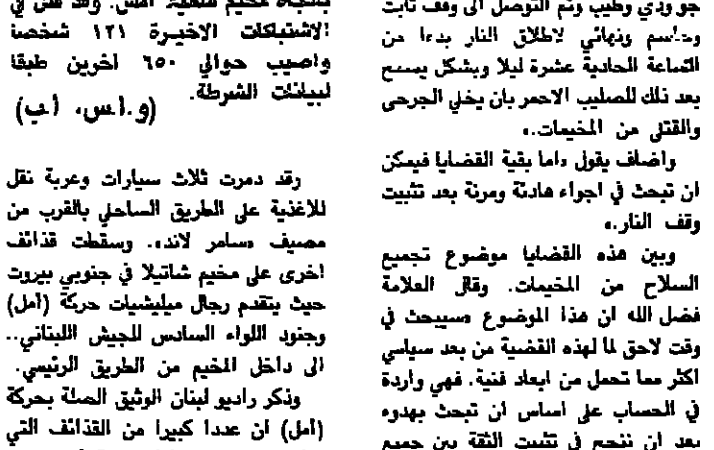 جو ودي وطيب وتم التوصل الى وقف ثابت
وحاسم ونهائي لاطلاق النار بدءا من
الساعة الحادية عشرة ليلا وبشكل يسمح
بعد ذلك للصليب الاحمر بان يخلي الجرحى
والقتلى من المخيمات.»
واضاف يقول «اما بقية القضايا فيمكن
ان تبحث في اجواء هادئة ومرنة بعد تثبيت
وقف النار.»
وبين هذه القضايا موضوع تجميع
السلاح من المخيمات. وقال العلامة
فضل الله ان هذا الموضوع «سيبحث في
وقت لاحق لما لهذه القضية من بعد سياسي
اكثر مما تحمل من ابعاد فنية. فهي واردة
في الحساب على اساس ان تبحث بهدوء
بعد ان ننجح في تثبيت الثقة بين جميع
الاشتباكات الاخيرة ١٢١ شخصا
واصيب حوالي ٦٥٠ اخرين طبقا
لبيانات الشرطة. (و.ا.س، ا ب)
وقد دمرت ثلاث سيارات وعربة نقل
للاغذية على الطريق الساحلي بالقرب من
مصيف «سامر لاند». وسقطت قذائف
اخرى على مخيم شاتيلا في جنوبي بيروت
حيث يتقدم رجال ميليشيات حركة (امل)
وجنود اللواء السادس للجيش اللبناني..
الى داخل المخيم من الطريق الرئيسي.
وذكر راديو لبنان الوثيق الصلة بحركة
(امل) ان عددا كبيرا من القذائف التي